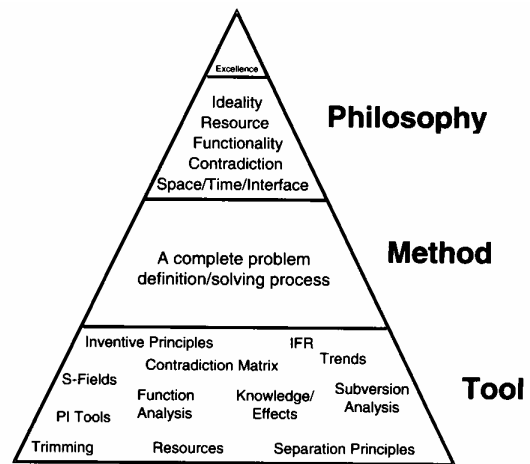 Excellence
Ideality
Resource
Functionality
Contradiction
Space/Time/Interface
Philosophy
A complete problem
definition/solving process
Method
Inventive Principles
IFR
Contradiction Matrix
Trends
S-Fields
Function
Analysis
Knowledge/
Effects
Subversion
Analysis
PI Tools
Tool
Trimming
Resources
Separation Principles